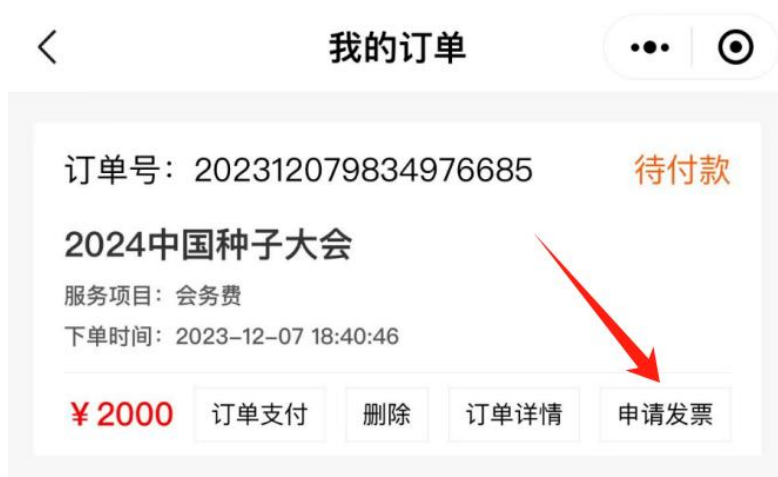 我的订单
订单号：202312079834976685 待付款
2024中国种子大会
服务项目：会务费
下单时间：2023-12-07 18:40:46
¥2000 订单支付 删除 订单详情 申请发票